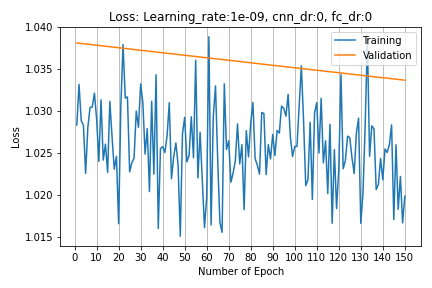 Loss: Learning_rate:1e-09, cnn_dr:0, fc_dr:0
Training
Validation
Loss
1.040
1.035
1.030
1.025
1.020
1.015
0 10 20 30 40 50 60 70 80 90 100 110 120 130 140 150
Number of Epoch